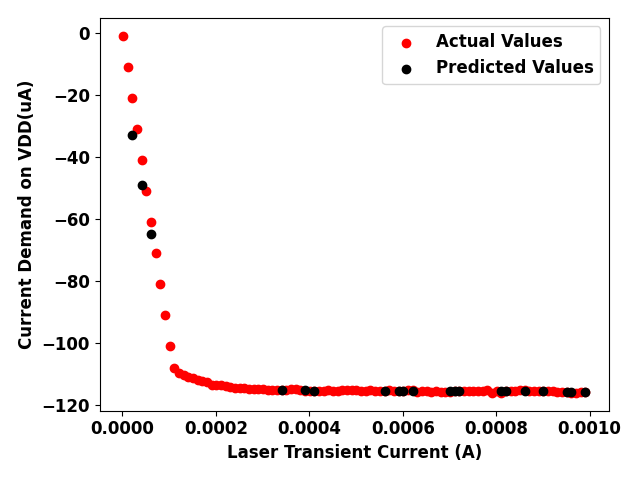 Actual Values
Predicted Values
0
−20
−40
−60
−80
−100
−120
Current Demand on VDD(uA)
0.0000 0.0002 0.0004 0.0006 0.0008 0.0010
Laser Transient Current (A)